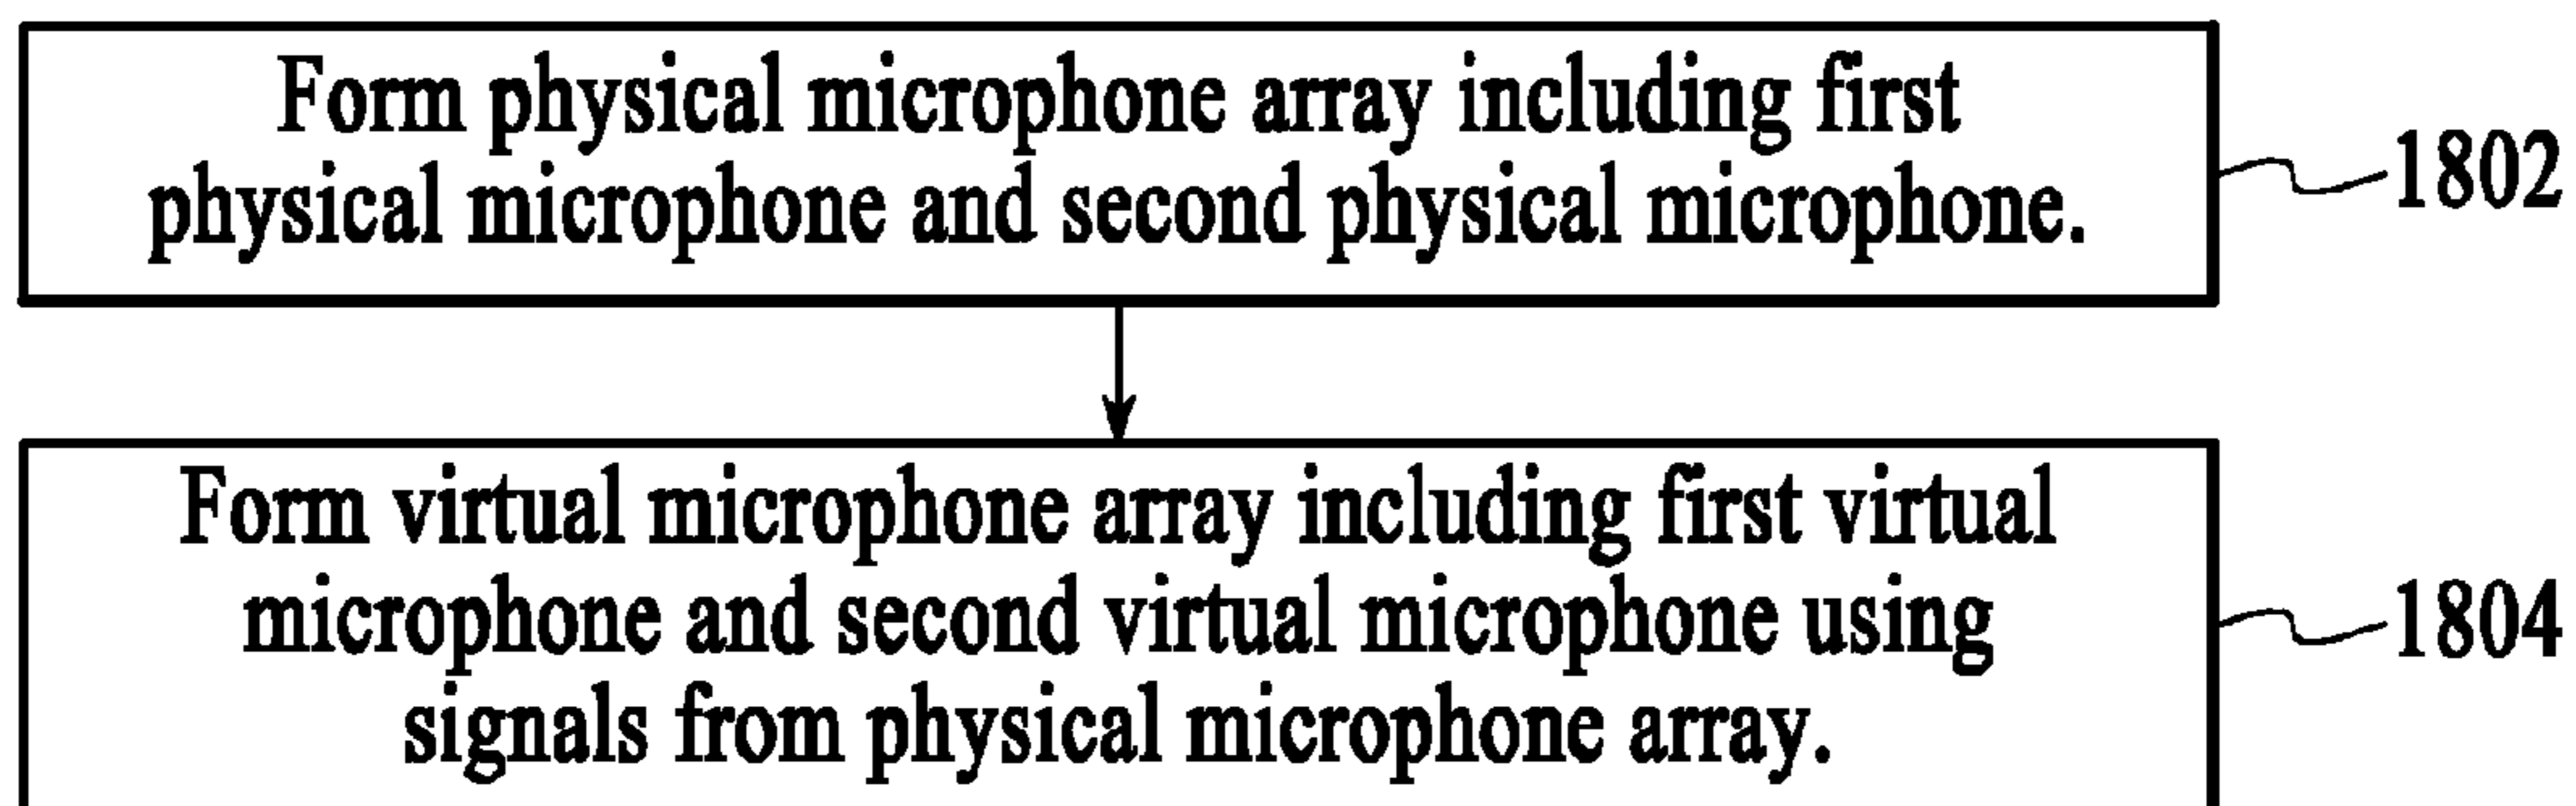 Form physical microphone array including first
physical microphone and second physical microphone.
1802
Form virtual microphone array including first virtual
microphone and second virtual microphone using
signals from physical microphone array.
1804